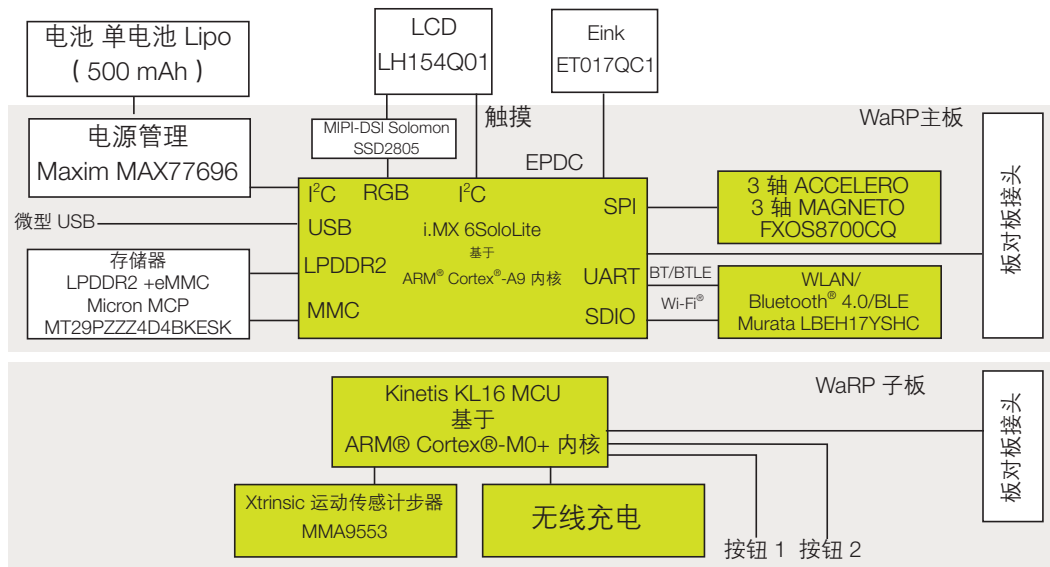 电池 单电池 Lipo
( 500 mAh )
LCD
LH154Q01
Eink
ET017QC1
WaRP主板
电源管理
Maxim MAX77696
MIPI-DSI Solomon
SSD2805
触摸
EPDC
板对板接头
I²C
RGB
I²C
SPI
3 轴 ACCELERO
3 轴 MAGNETO
FXOS8700CQ
微型 USB
USB
i.MX 6SoloLite
基于
ARM® Cortex®-A9 内核
LPDDR2
UART
BT/BTLE
存储器
LPDDR2 +eMMC
Micron MCP
MT29PZZZ4D4BKESK
MMC
SDIO
Wi-Fi®
WLAN/
Bluetooth® 4.0/BLE
Murata LBEH17YSHC
WaRP 子板
Kinetis KL16 MCU
基于
ARM® Cortex®-M0+ 内核
板对板接头
Xtrinsic 运动传感计步器
MMA9553
无线充电
按钮 1
按钮 2